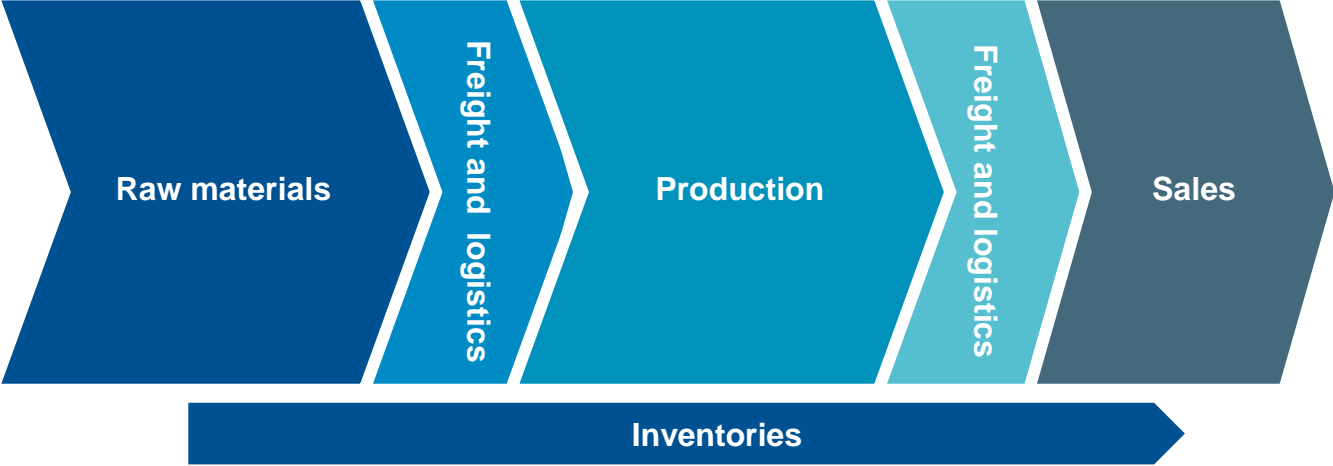 Raw materials
Freight and logistics
Production
Freight and logistics
Sales
Inventories